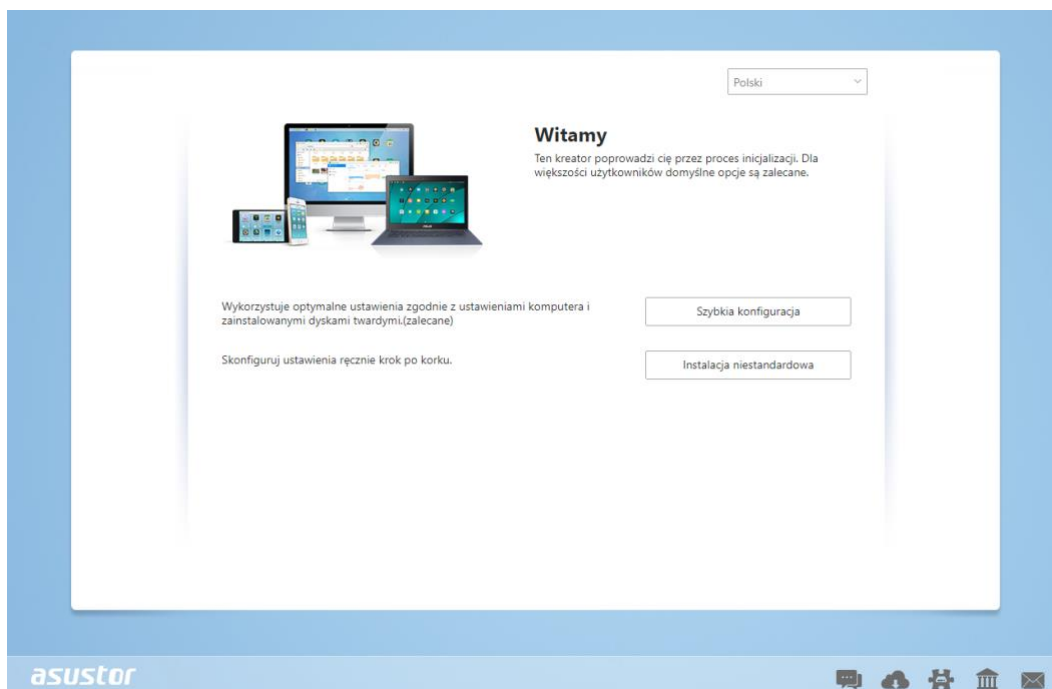 Polski
Witamy
Ten kreator poprowadzi cię przez proces inicjalizacji. Dla
większości użytkowników domyślne opcje są zalecane.
Wykorzystuje optymalne ustawienia zgodnie z ustawieniami komputera i
zainstalowanymi dyskami twardymi.(zalecane)
Szybkia konfiguracja
Skonfiguruj ustawienia ręcznie krok po korku.
Instalacja niestandardowa
asustor